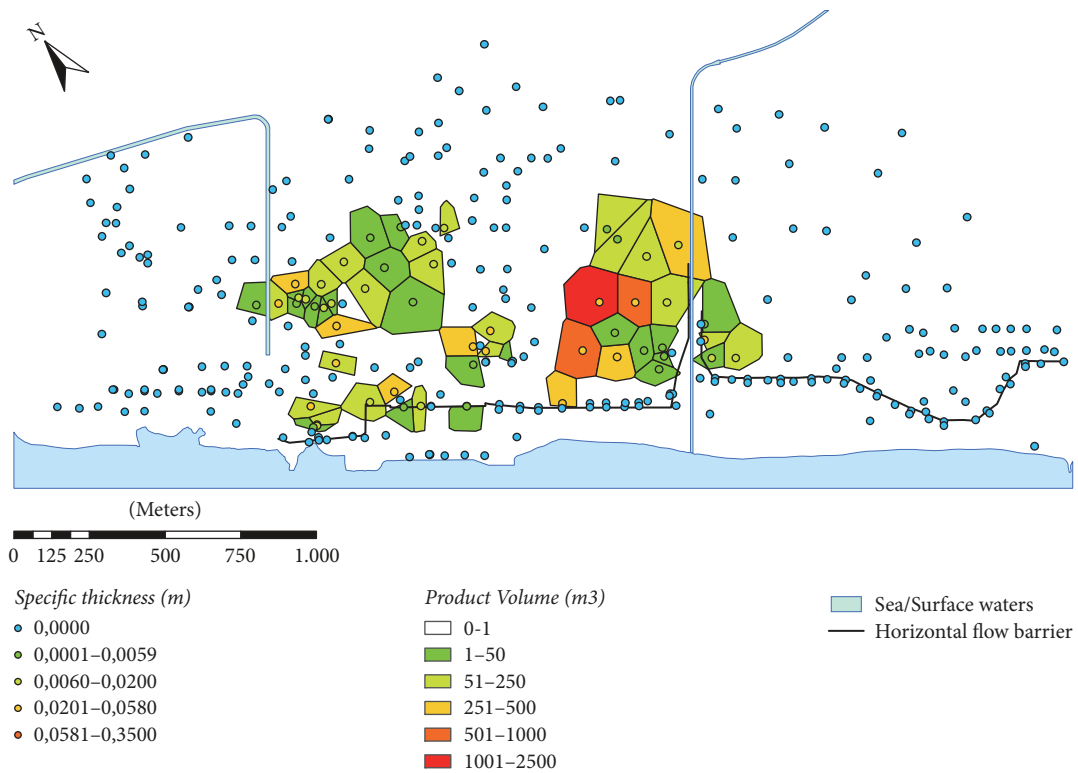 N
(Meters)
0 125 250 500 750 1.000
Specific thickness (m)
0,0000
0,0001–0,0059
0,0060–0,0200
0,0201–0,0580
0,0581–0,3500
Product Volume (m3)
0-1
1–50
51–250
251–500
501–1000
1001–2500
Sea/Surface waters
Horizontal flow barrier